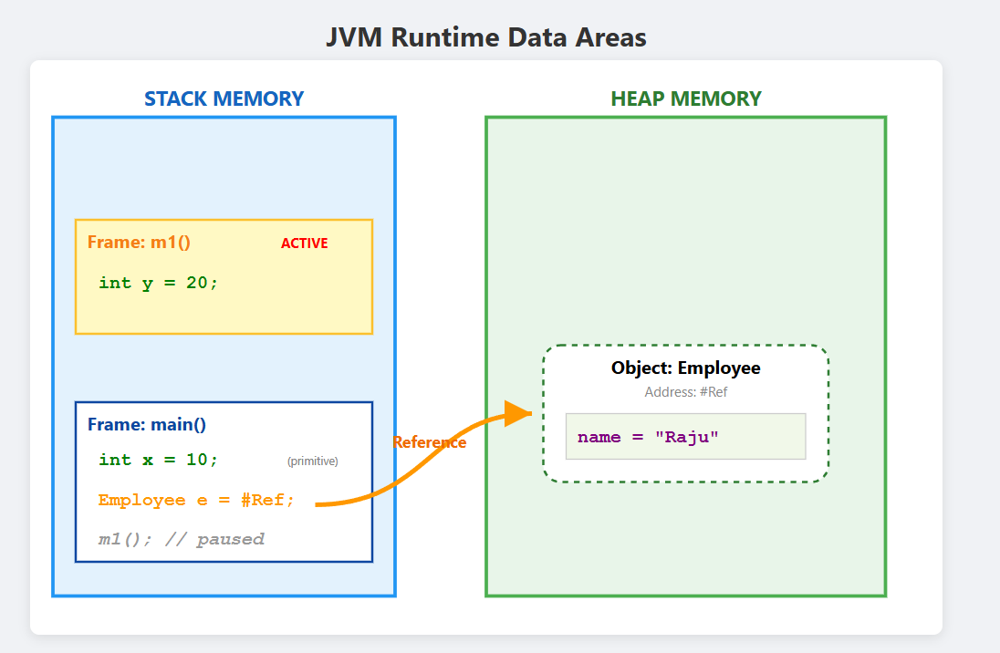 JVM Runtime Data Areas
STACK MEMORY
Frame: m1() ACTIVE
int y = 20;
Frame: main()
int x = 10; (primitive)
Employee e = #Ref;
m1(); // paused
Reference
HEAP MEMORY
Object: Employee
Address: #Ref
name = "Raju"